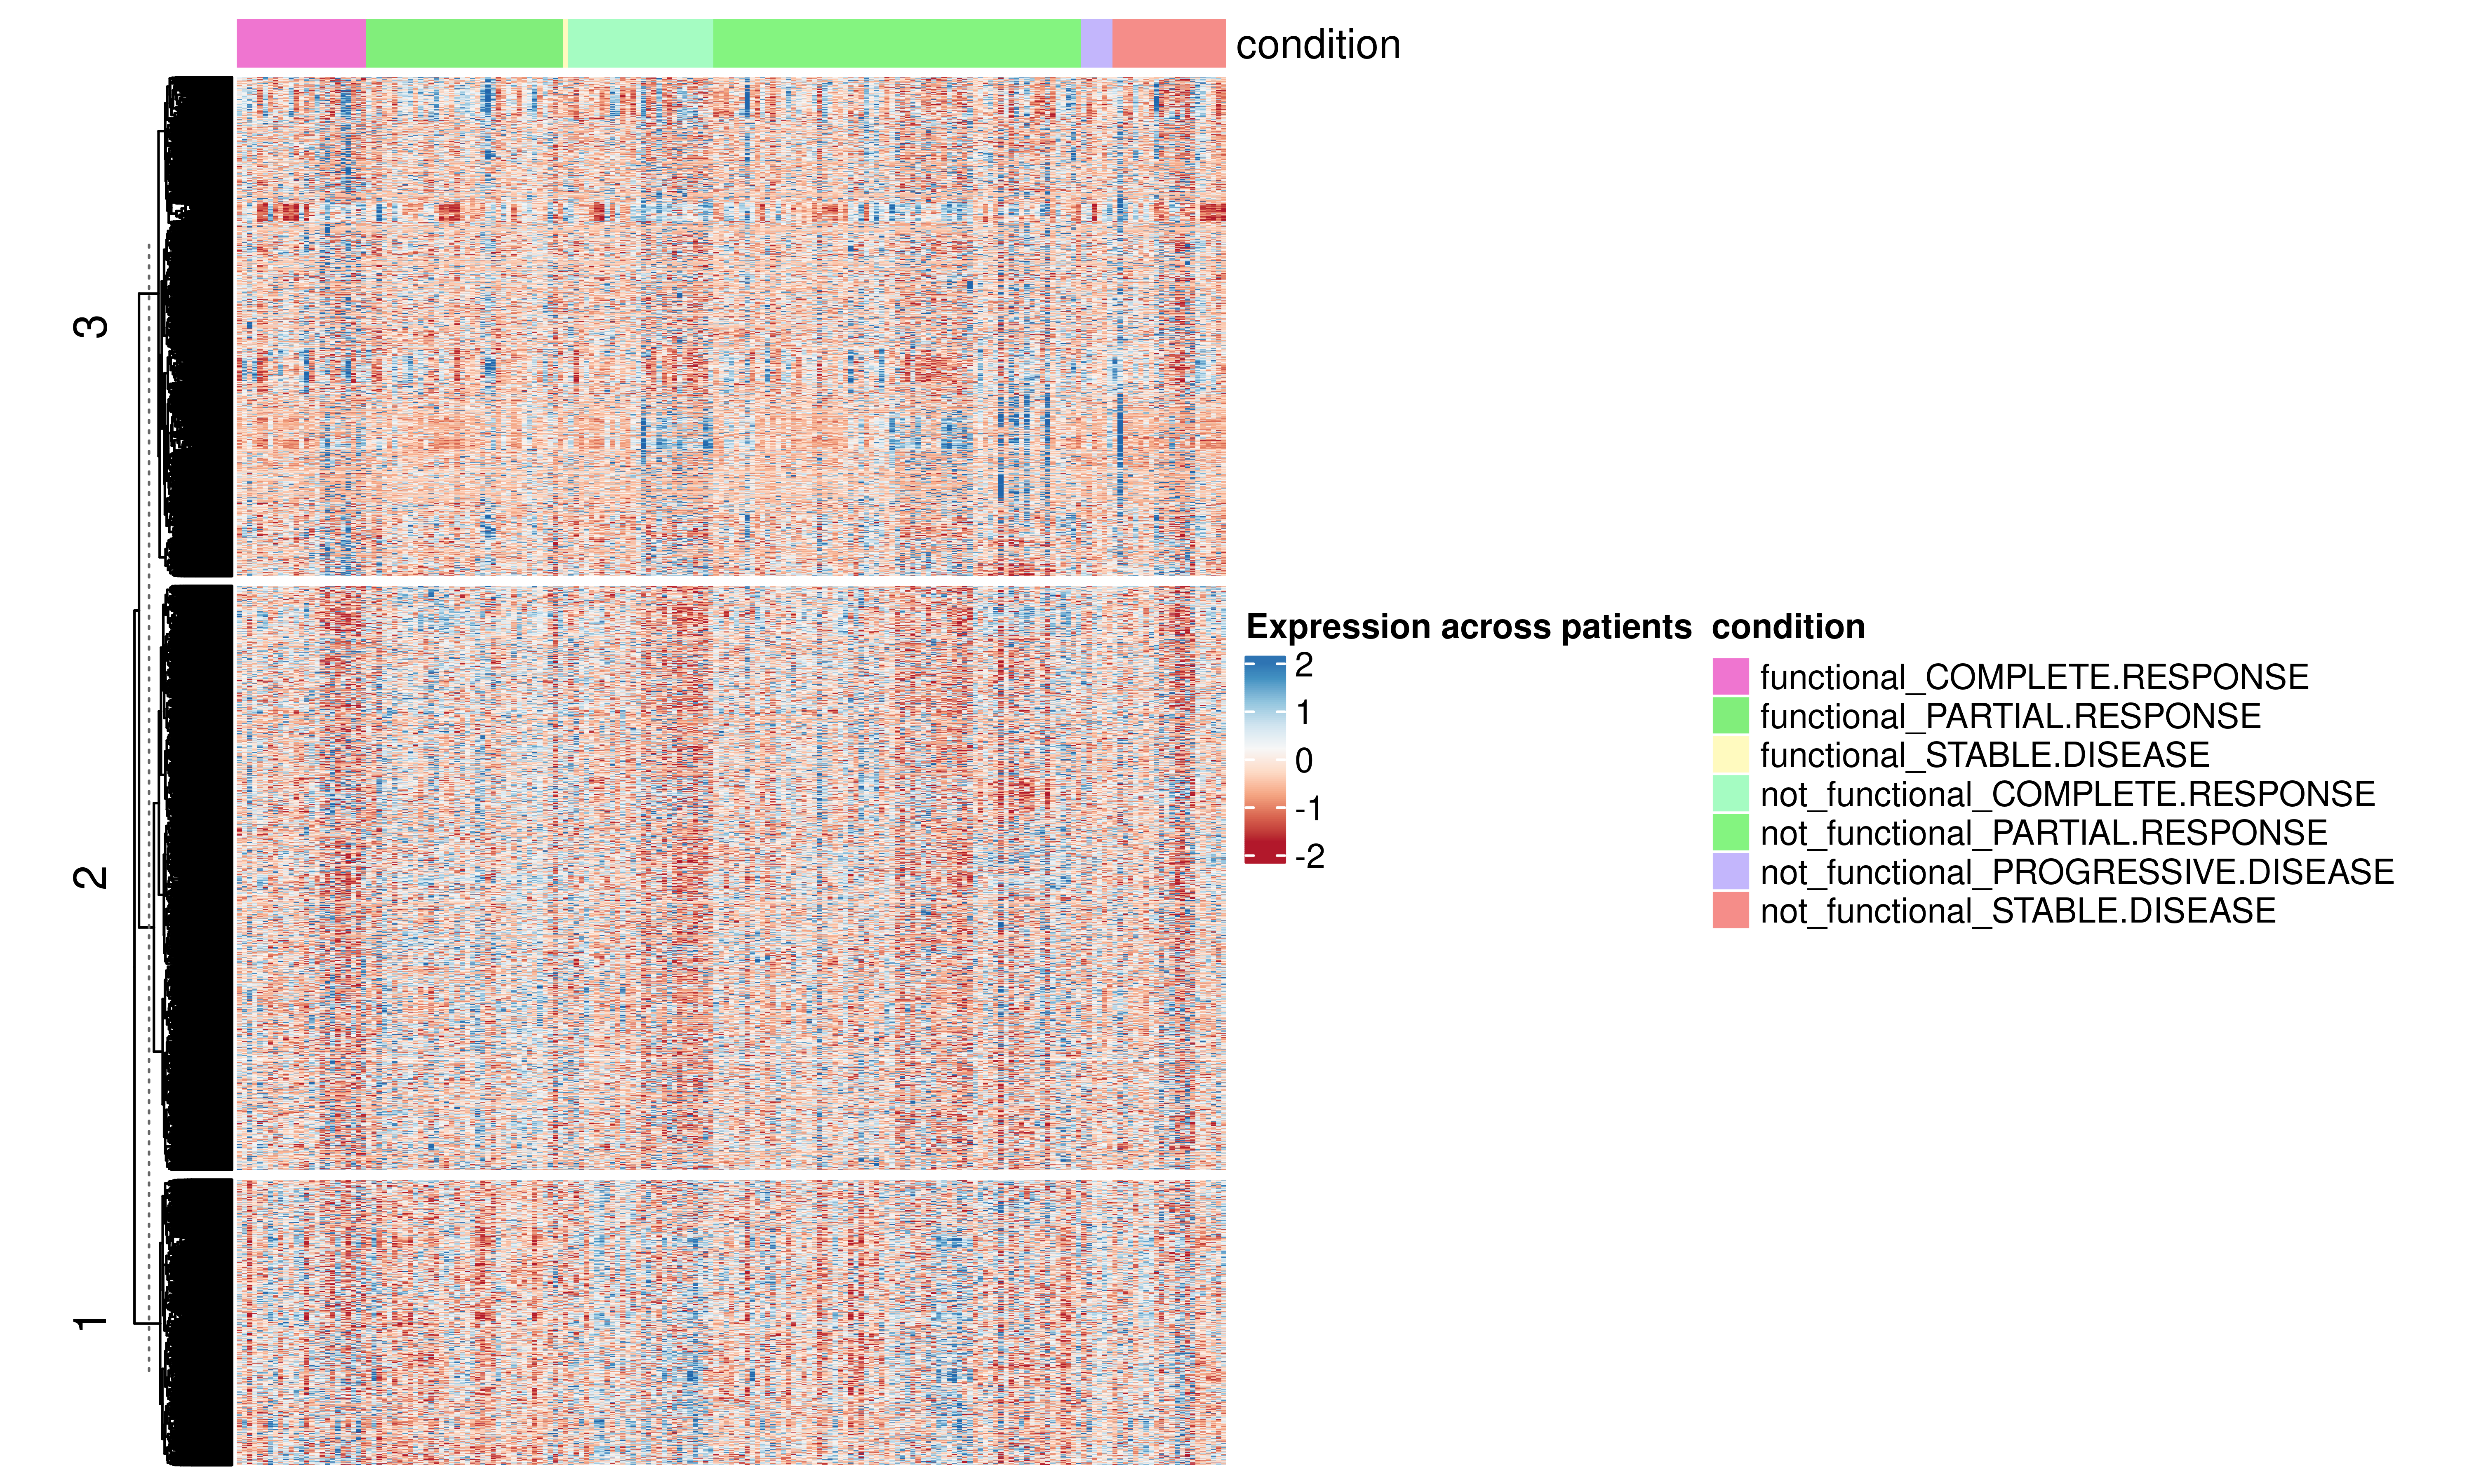 condition
3
2
1
Expression across patients
2
1
0
-1
-2
condition
functional_COMPLETE.RESPONSE
functional_PARTIAL.RESPONSE
functional_STABLE.DISEASE
not_functional_COMPLETE.RESPONSE
not_functional_PARTIAL.RESPONSE
not_functional_PROGRESSIVE.DISEASE
not_functional_STABLE.DISEASE